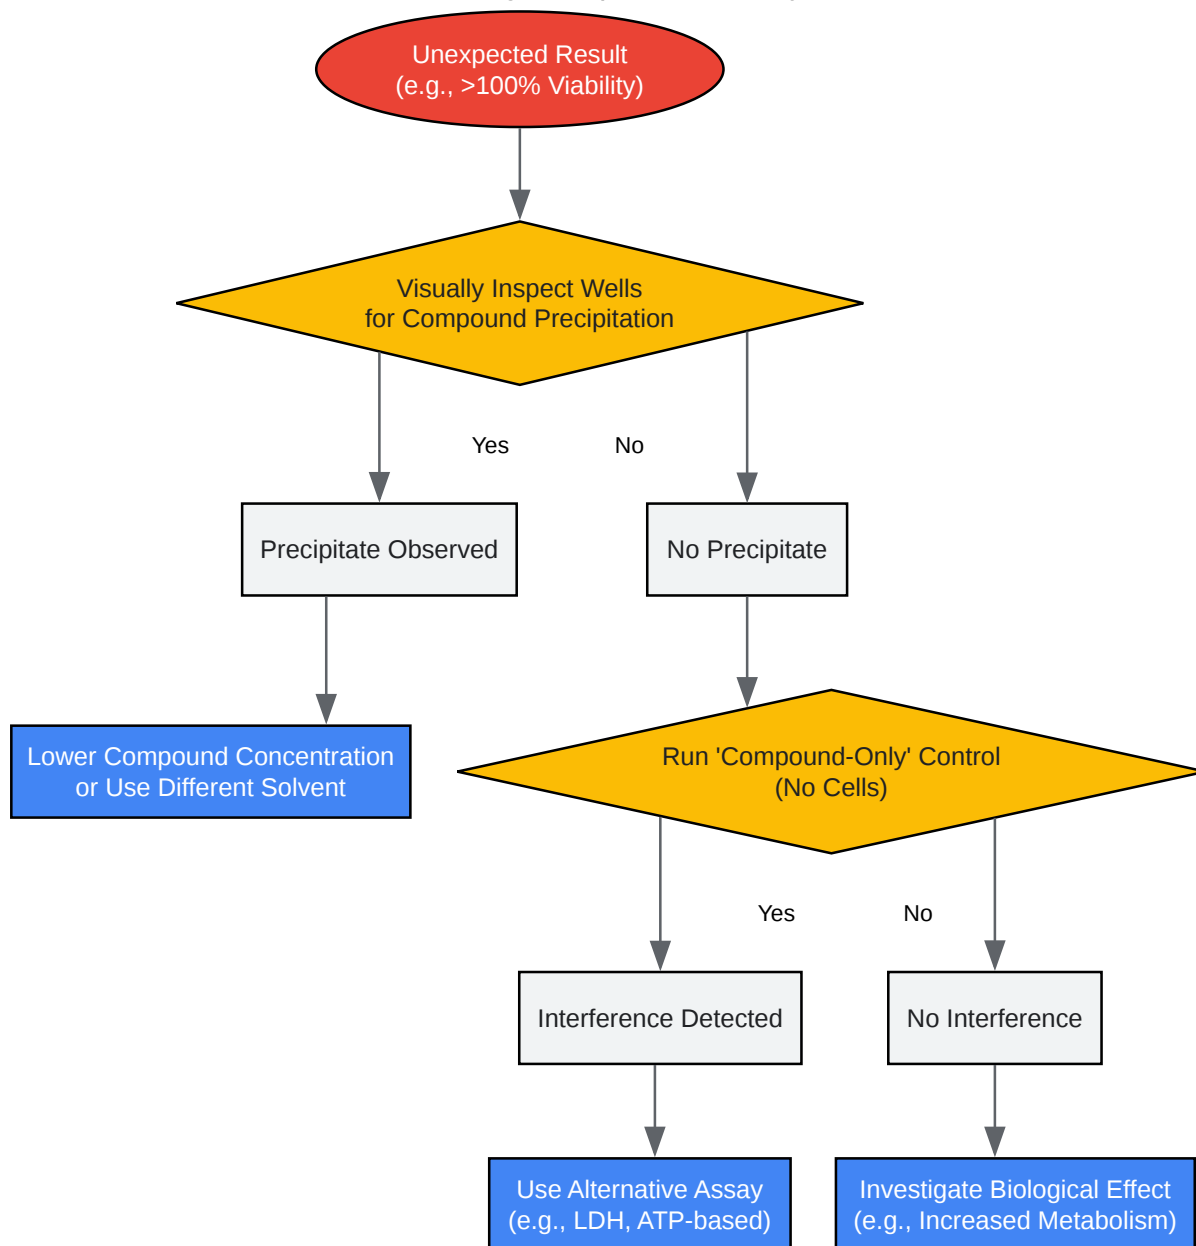 Unexpected Result
(e.g., >100% Viability)
Visually Inspect Wells
for Compound Precipitation
Yes
No
Precipitate Observed
No Precipitate
Lower Compound Concentration
or Use Different Solvent
Run 'Compound-Only' Control
(No Cells)
Yes
No
Interference Detected
No Interference
Use Alternative Assay
(e.g., LDH, ATP-based)
Investigate Biological Effect
(e.g., Increased Metabolism)